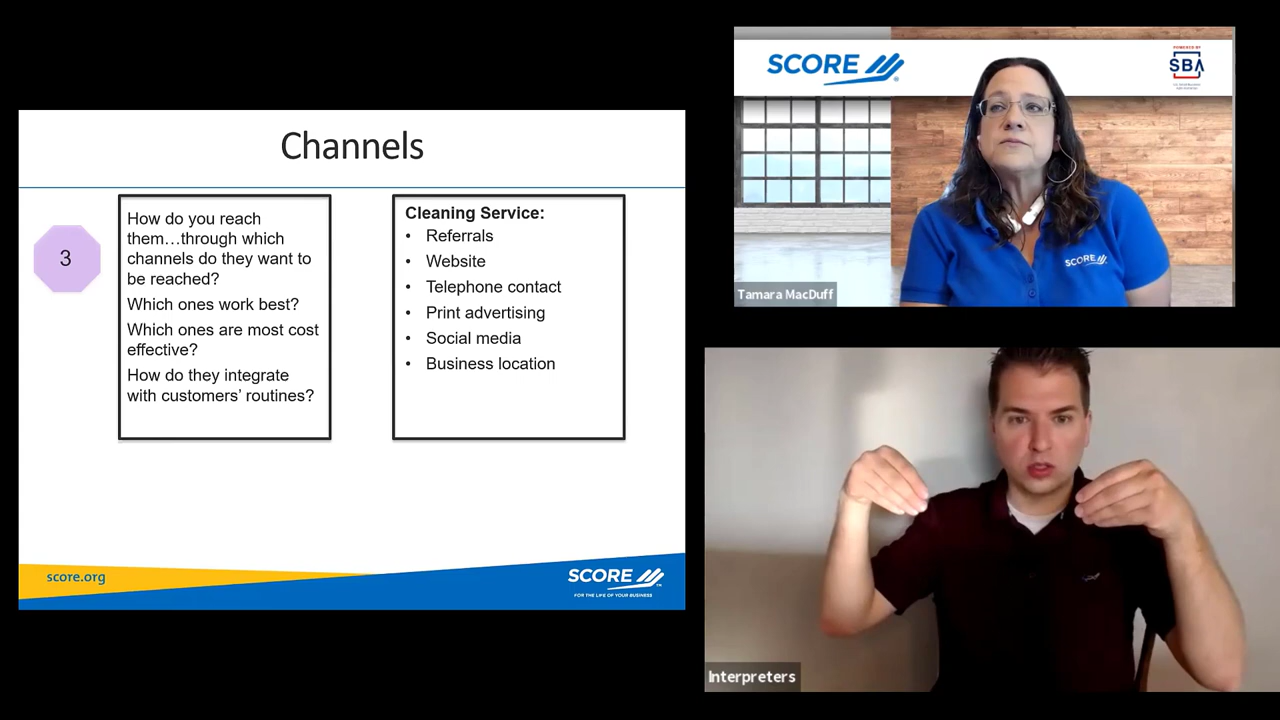 Channels
3
How do you reach
them…through which
channels do they want to
be reached?
Which ones work best?
Which ones are most cost
effective?
How do they integrate
with customers’ routines?
Cleaning Service:
• Referrals
• Website
• Telephone contact
• Print advertising
• Social media
• Business location
score.org
SCORE
FOR THE LIFE OF YOUR BUSINESS
SCORE
POWERED BY
SBA
SCORE
Tamara MacDuff
Interpreters